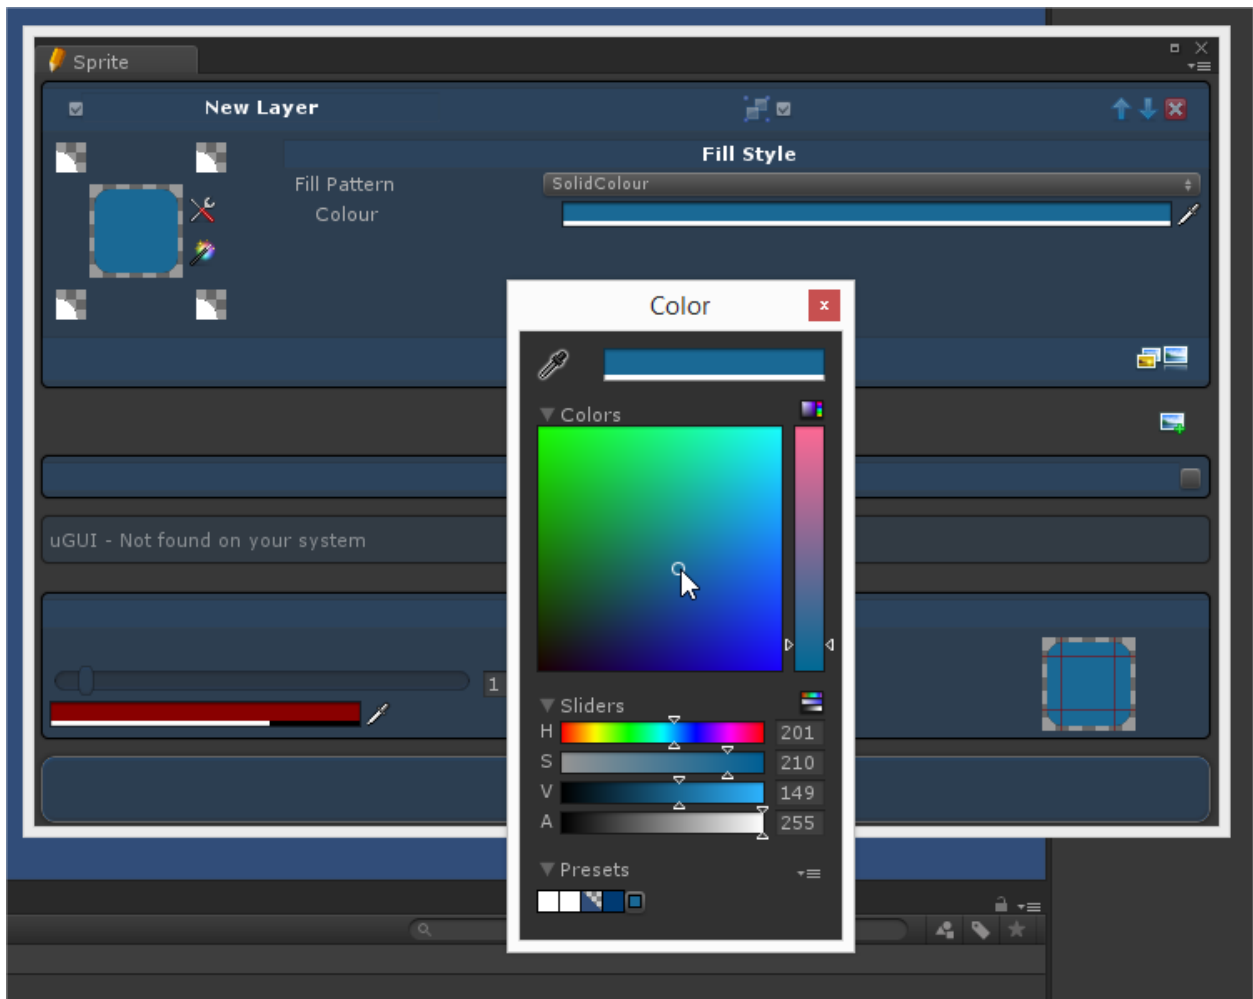 Sprite
New Layer
Fill Style
Fill Pattern SolidColour
Colour
Color
x
Colors
uGUI - Not found on your system
1
Sliders
H 201
S 210
V 149
A 255
Presets